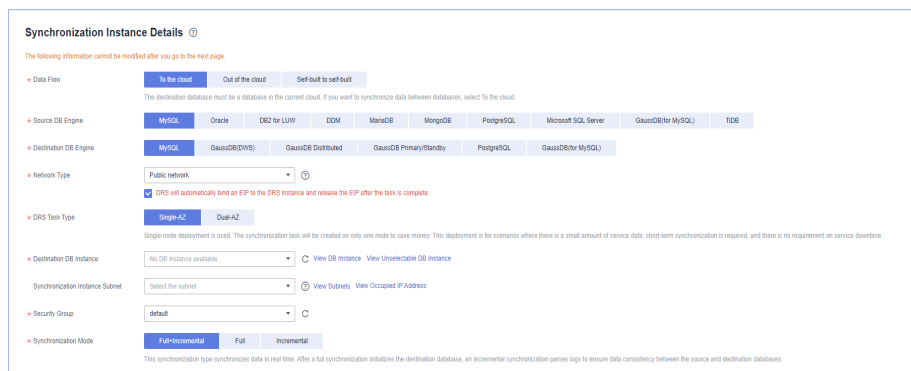 Synchronization Instance Details ?
The following information cannot be modified after you go to the next page.
* Data Flow To the cloud Out of the cloud Self-built to self-built
The destination database must be a database in the current cloud. If you want to synchronize data between databases, select To the cloud.
* Source DB Engine MySQL Oracle DB2 for LUW DDM MariaDB MongoDB PostgreSQL Microsoft SQL Server GaussDB(for MySQL) TiDB
* Destination DB Engine MySQL GaussDB(DWS) GaussDB Distributed GaussDB Primary/Standby PostgreSQL GaussDB(for MySQL)
* Network Type Public network ?
DRS will automatically bind an EIP to the DRS instance and release the EIP after the task is complete.
* DRS Task Type Single-AZ Dual-AZ
Single-node deployment is used. The synchronization task will be created on only one node to save money. This deployment is for scenarios where there is a small amount of service data, short-term synchronization is required, and there is no requirement on service downtime
* Destination DB Instance No DB instance available. View DB Instance View Unselectable DB Instance
Synchronization Instance Subnet Select the subnet ? View Subnets View Occupied IP Address
* Security Group default
* Synchronization Mode Full+Incremental Full Incremental
This synchronization type synchronizes data in real time. After a full synchronization initializes the destination database, an incremental synchronization parses logs to ensure data consistency between the source and destination databases.